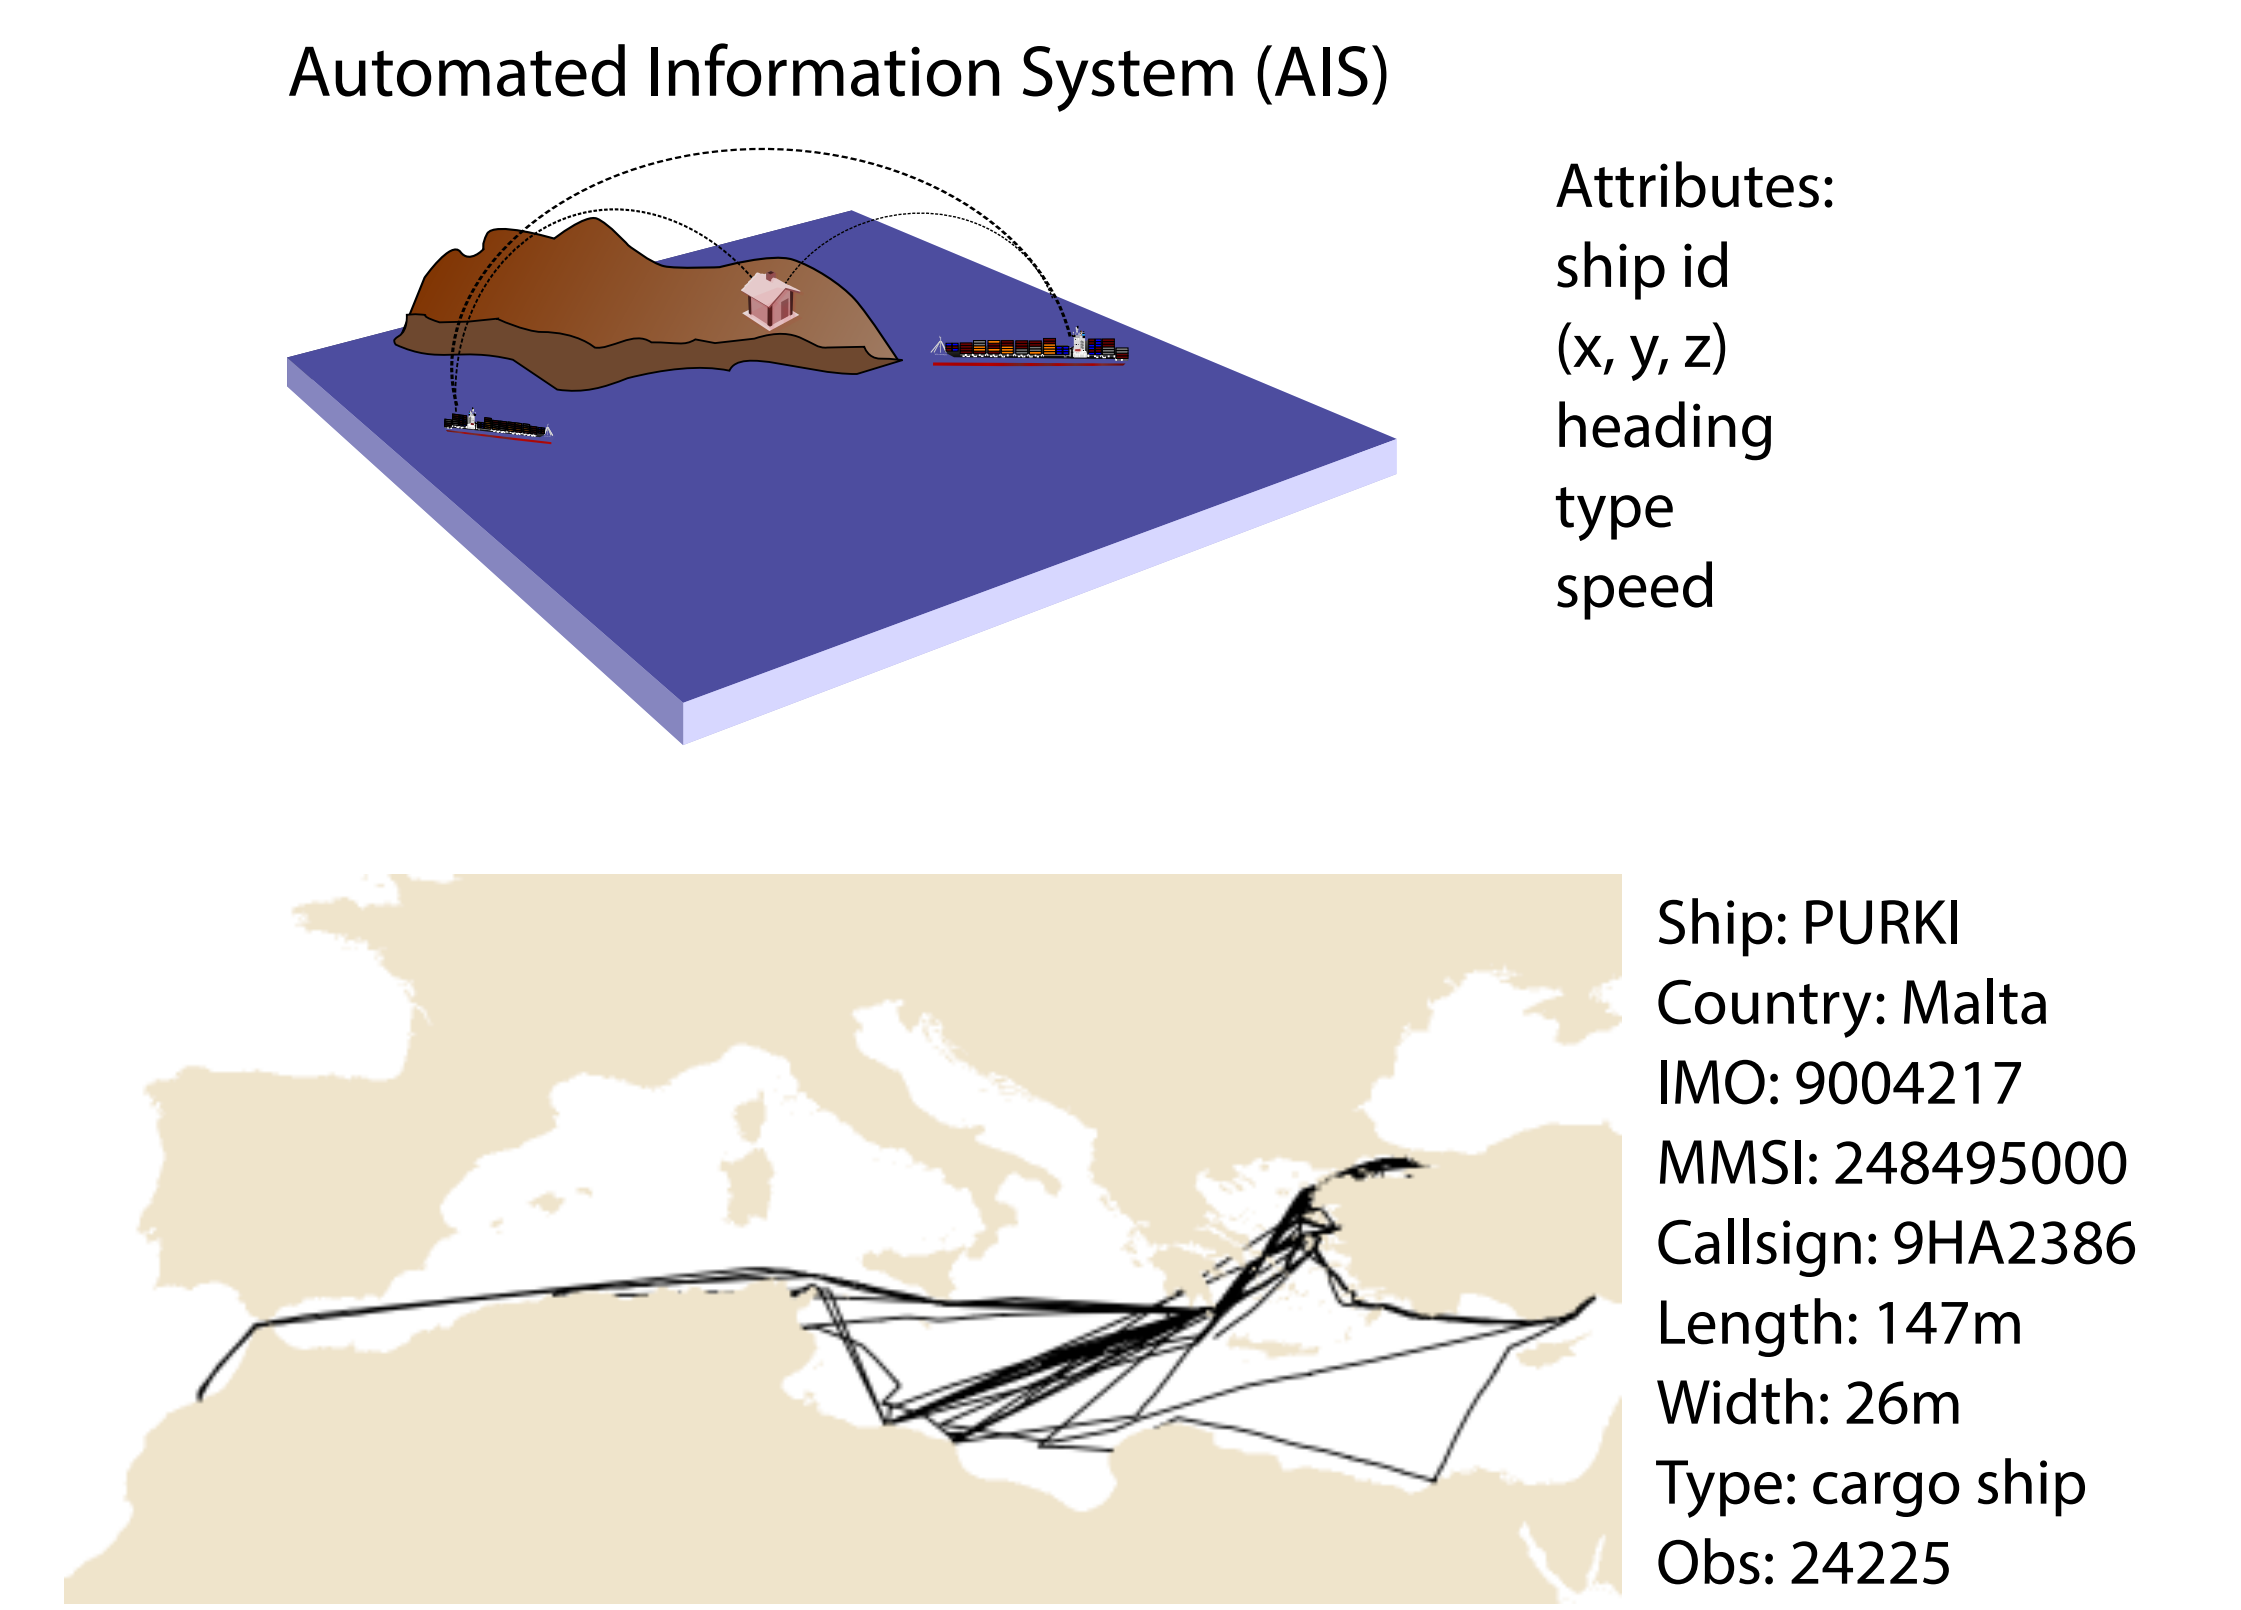 Automated Information System (AIS)
Attributes:
ship id
(x, y, z)
heading
type
speed
Ship: PURKI
Country: Malta
IMO: 9004217
MMSI: 248495000
Callsign: 9HA2386
Length: 147m
Width: 26m
Type: cargo ship
Obs: 24225